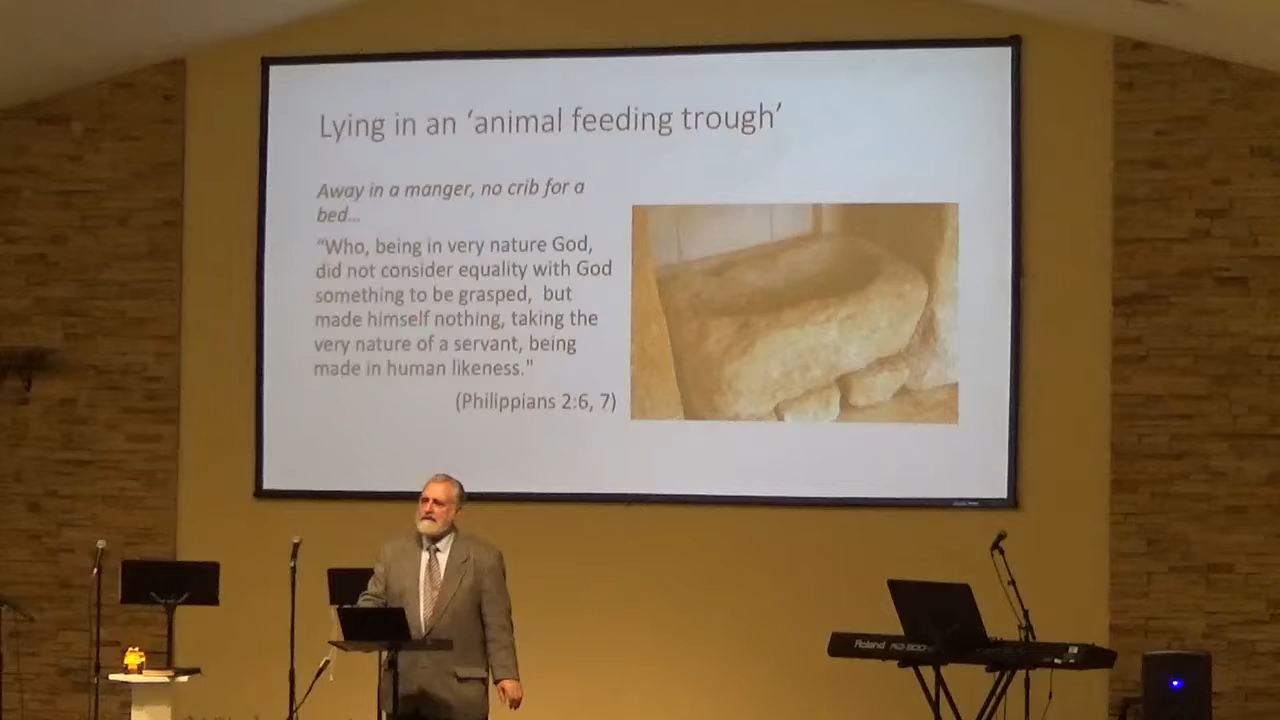 Lying in an ‘animal feeding trough’
Away in a manger, no crib for a
bed...
“Who, being in very nature God,
did not consider equality with God
something to be grasped,  but
made himself nothing, taking the
very nature of a servant, being
made in human likeness."
(Philippians 2:6, 7)
Roland